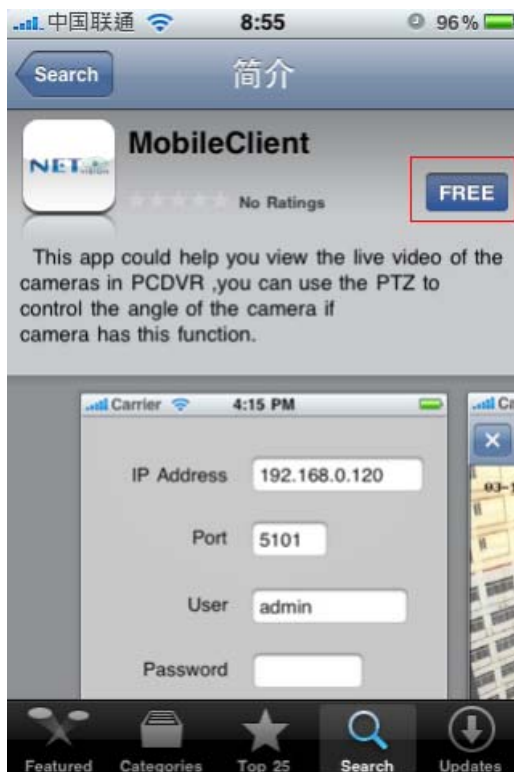 中国联通 8:55 96%
Search 简介
NET VISION
MobileClient
No Ratings
FREE
This app could help you view the live video of the
cameras in PCDVR ,you can use the PTZ to
control the angle of the camera if
camera has this function.
Carrier 4:15 PM
IP Address 192.168.0.120
Port 5101
User admin
Password
Featured Categories Top 25 Search Updates